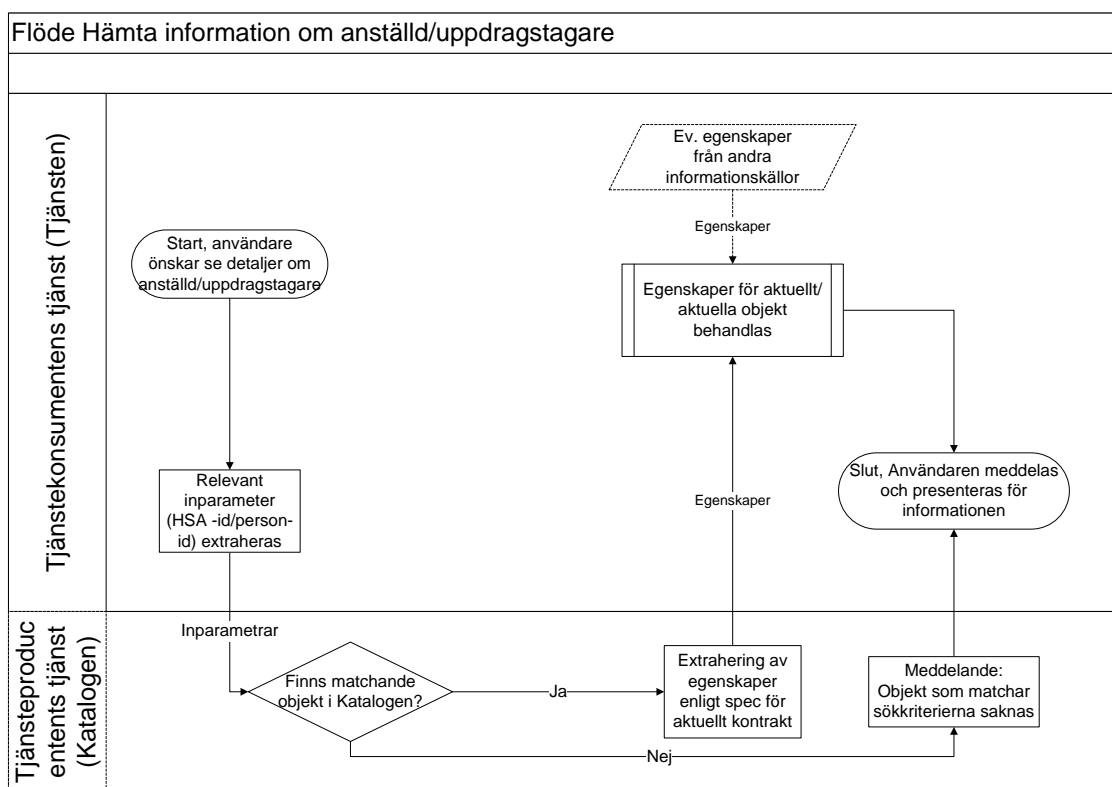 Flöde Hämta information om anställd/uppdragstagare
Tjänstekonsumentens tjänst (Tjänsten)
Ev. egenskaper
från andra
informationskällor
Egenskaper
Start, användare
önskar se detaljer om
anställd/uppdragstagare
Egenskaper för aktuellt/
aktuella objekt
behandlas
Relevant
inparameter
(HSA -id/person-
id) extraheras
Egenskaper
Slut, Användaren meddelas
och presenteras för
informationen
Tjänsteproduc
entents tjänst
(Katalogen)
Inparametrar
Finns matchande
objekt i Katalogen?
Ja
Extrahering av
egenskaper
enligt spec för
aktuellt kontrakt
Meddelande:
Objekt som matchar
sökkriterierna saknas
Nej